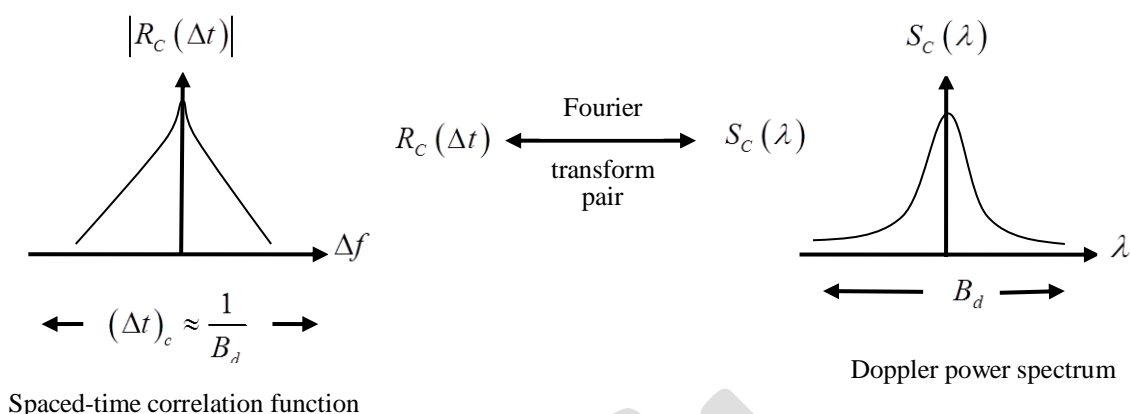 |R_C(Δt)|
Δf
(Δt)_c ≈ 1/B_d
Spaced-time correlation function
R_C(Δt)
Fourier
transform
pair
S_C(λ)
S_C(λ)
λ
B_d
Doppler power spectrum